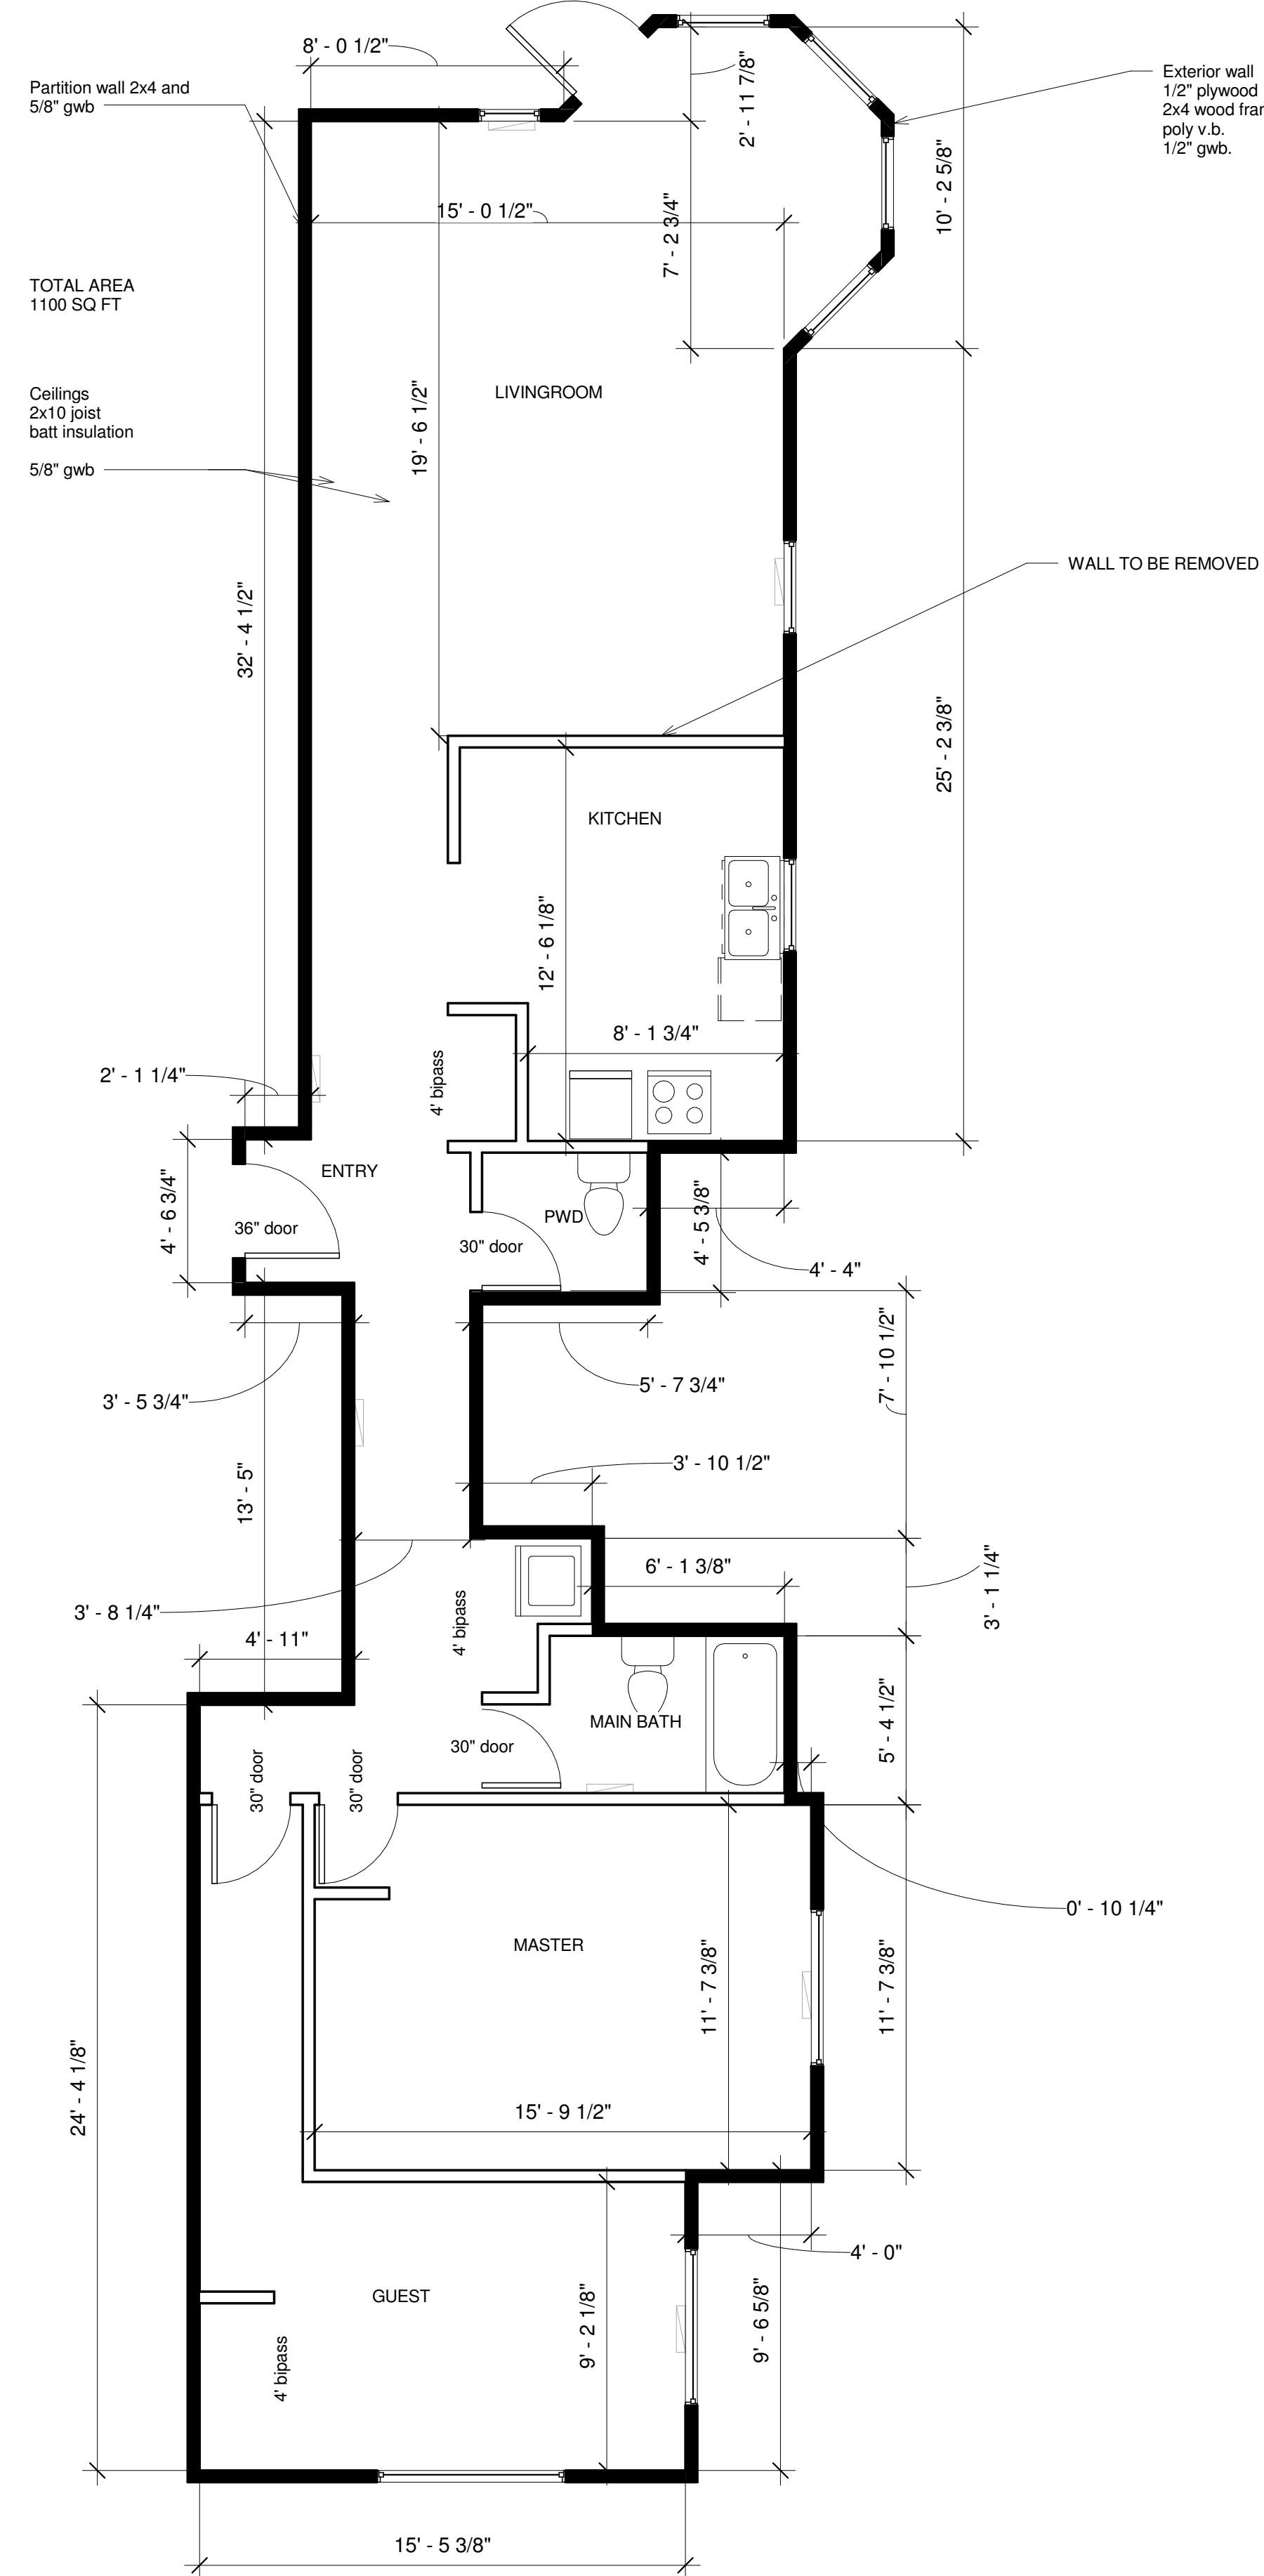 8' - 0 1/2"
2' - 11 7/8"
Partition wall 2x4 and
5/8" gwb
Exterior wall
1/2" plywood
2x4 wood frar
poly v.b.
1/2" gwb.
10' - 2 5/8"
15' - 0 1/2"
7' - 2 3/4"
TOTAL AREA
1100 SQ FT
Ceilings
2x10 joist
batt insulation
5/8" gwb
LIVINGROOM
19' - 6 1/2"
WALL TO BE REMOVED
32' - 4 1/2"
25' - 2 3/8"
KITCHEN
12' - 6 1/8"
8' - 1 3/4"
4' bipass
2' - 1 1/4"
ENTRY
4' - 6 3/4"
36" door
PWD
30" door
4' - 5 3/8"
4' - 4"
7' - 10 1/2"
3' - 5 3/4"
5' - 7 3/4"
3' - 10 1/2"
13' - 5"
6' - 1 3/8"
3' - 1 1/4"
3' - 8 1/4"
4' bipass
4' - 11"
MAIN BATH
30" door
5' - 4 1/2"
30" door
30" door
0' - 10 1/4"
MASTER
11' - 7 3/8"
11' - 7 3/8"
24' - 4 1/8"
15' - 9 1/2"
4' - 0"
GUEST
9' - 2 1/8"
9' - 6 5/8"
4' bipass
15' - 5 3/8"